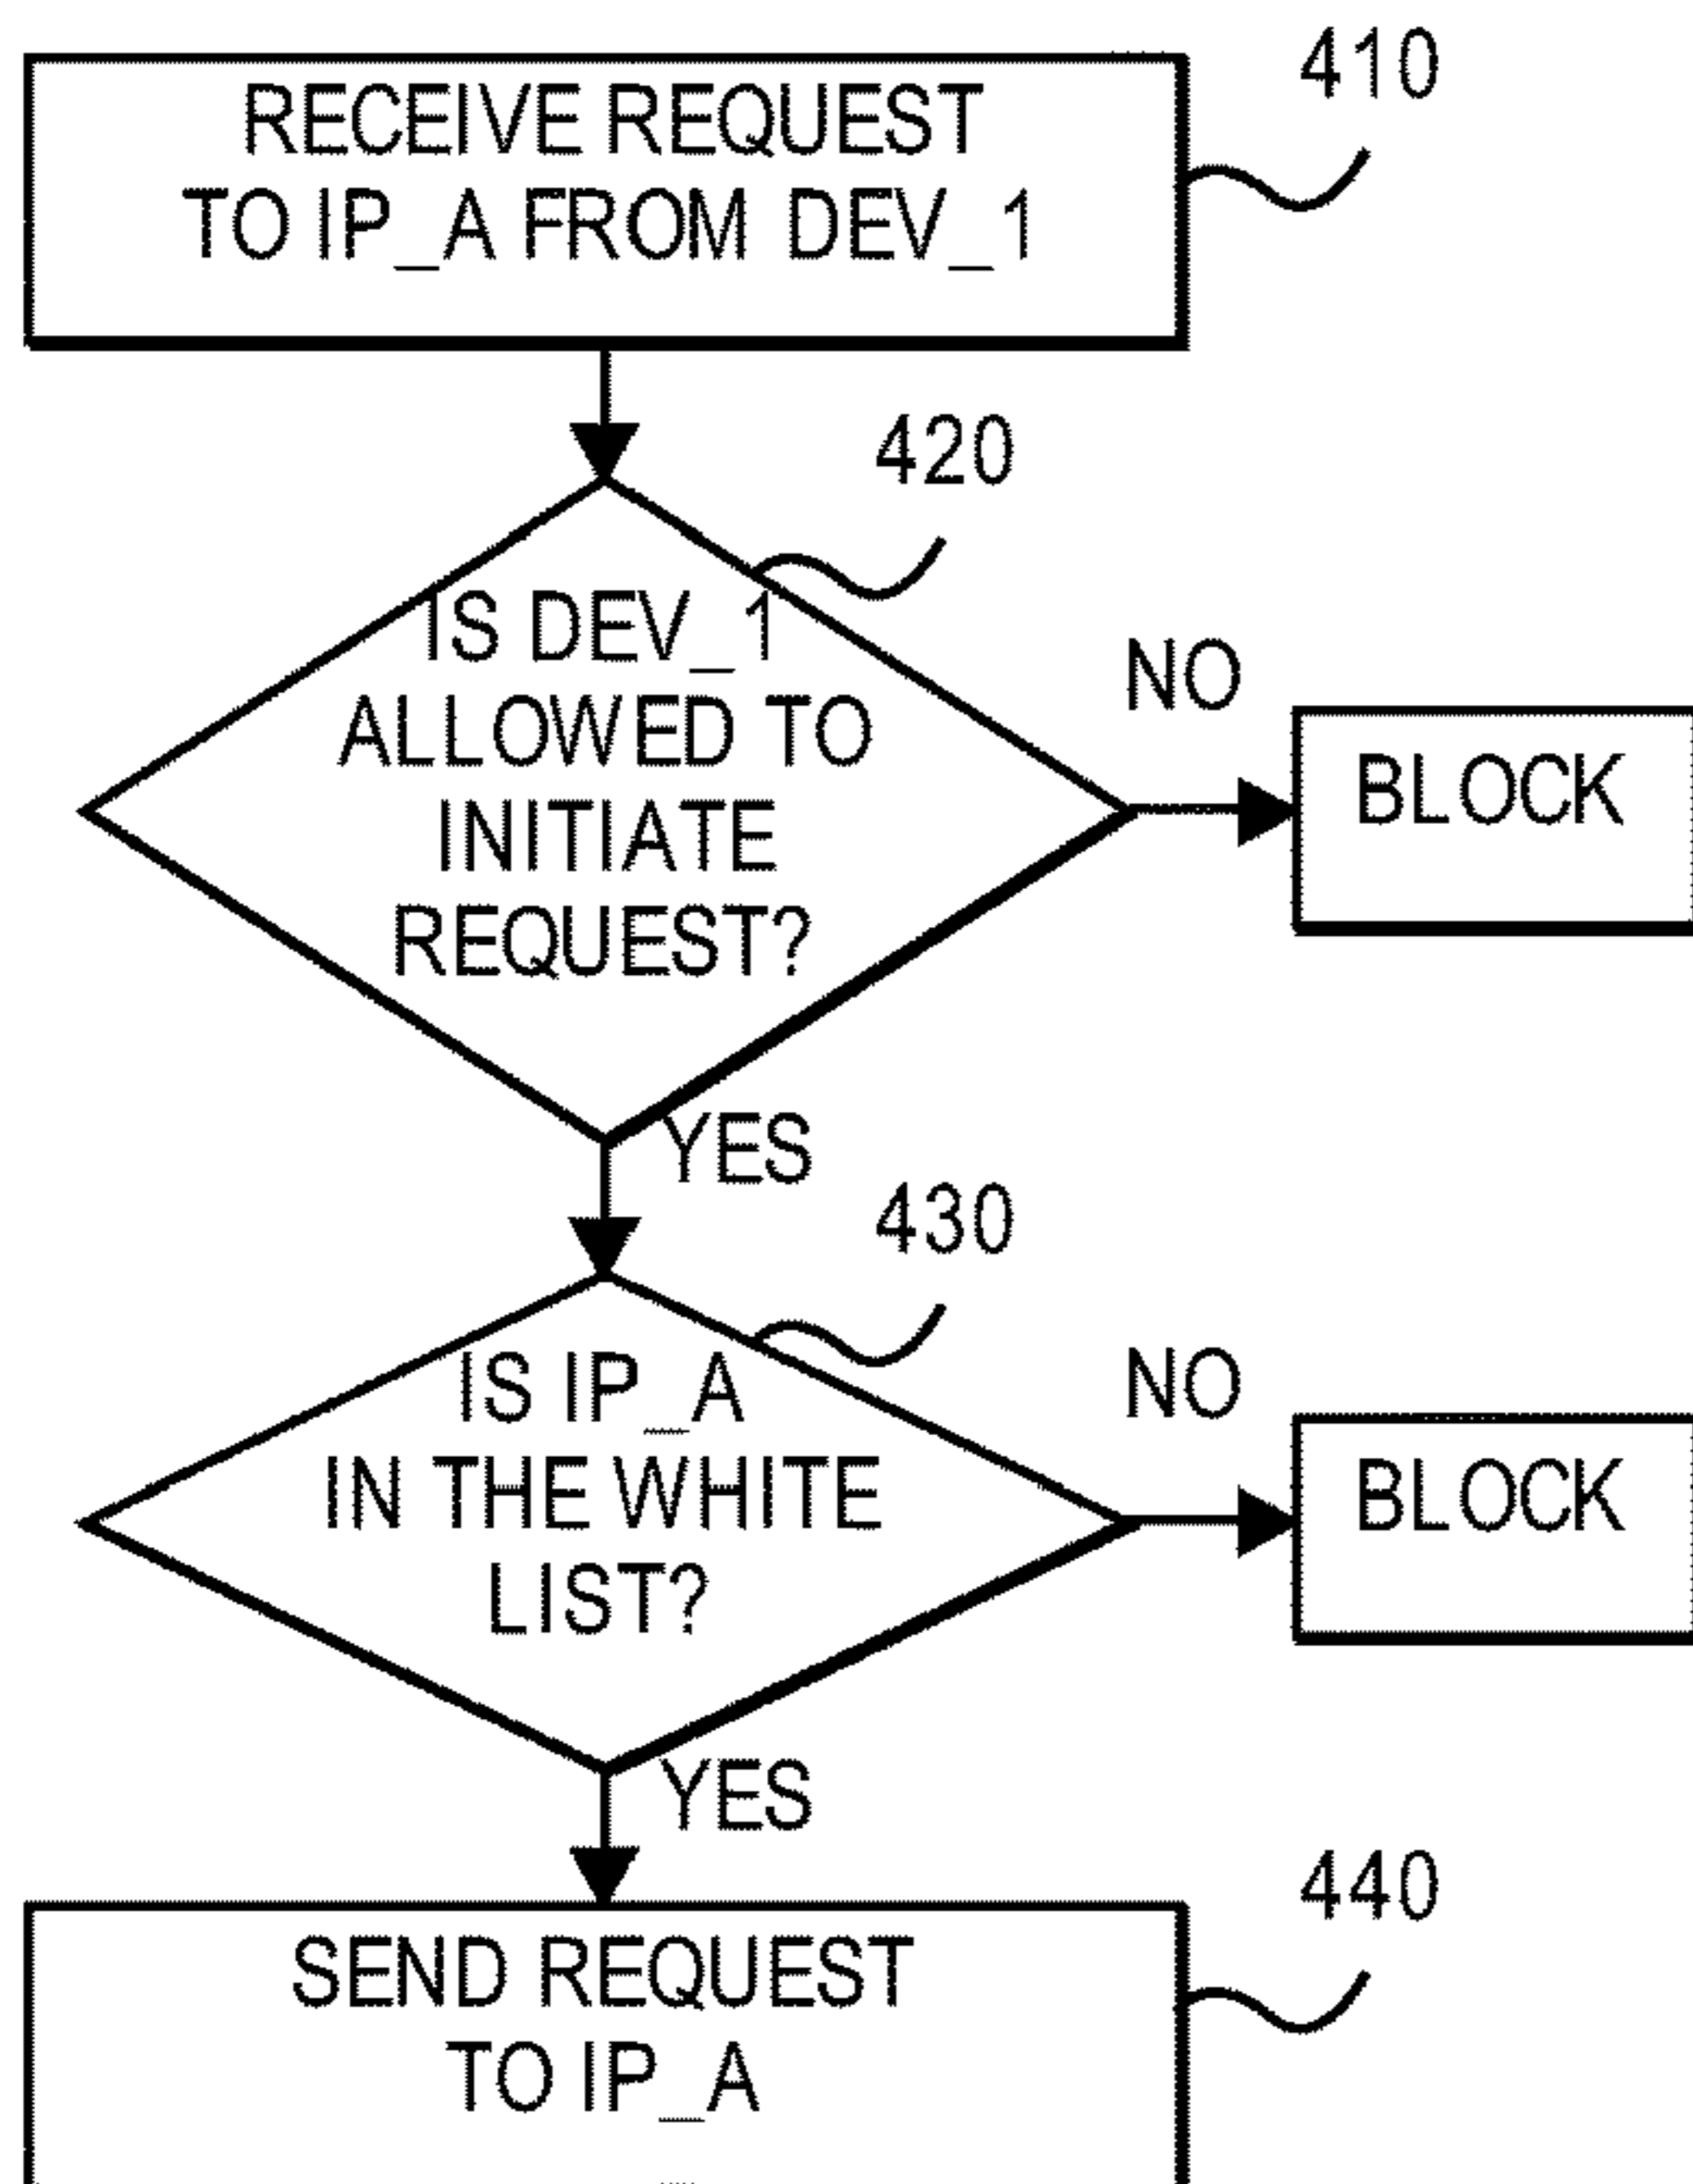 410
RECEIVE REQUEST
TO IP_A FROM DEV_1
420
IS DEV_1
ALLOWED TO
INITIATE
REQUEST?
NO
BLOCK
YES
430
IS IP_A
IN THE WHITE
LIST?
NO
BLOCK
YES
440
SEND REQUEST
TO IP_A